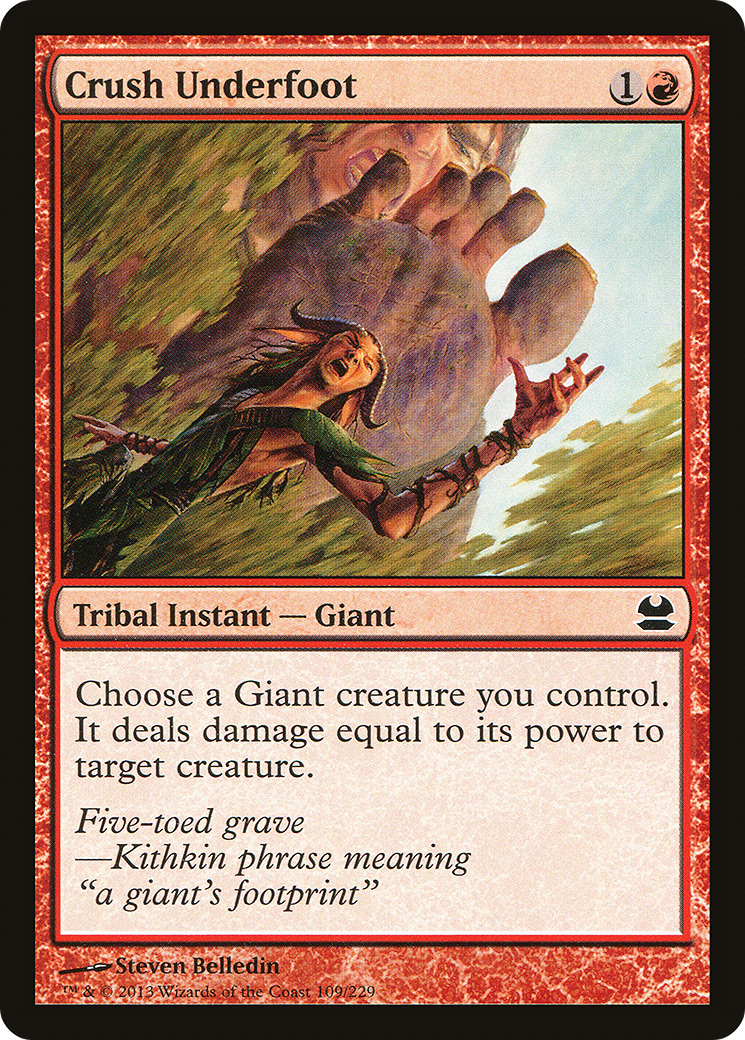 Crush Underfoot 1
Tribal Instant — Giant
Choose a Giant creature you control.
It deals damage equal to its power to
target creature.
Five-toed grave
—Kithkin phrase meaning
“a giant’s footprint”
Steven Belledin
™ & © 2013 Wizards of the Coast 109/229